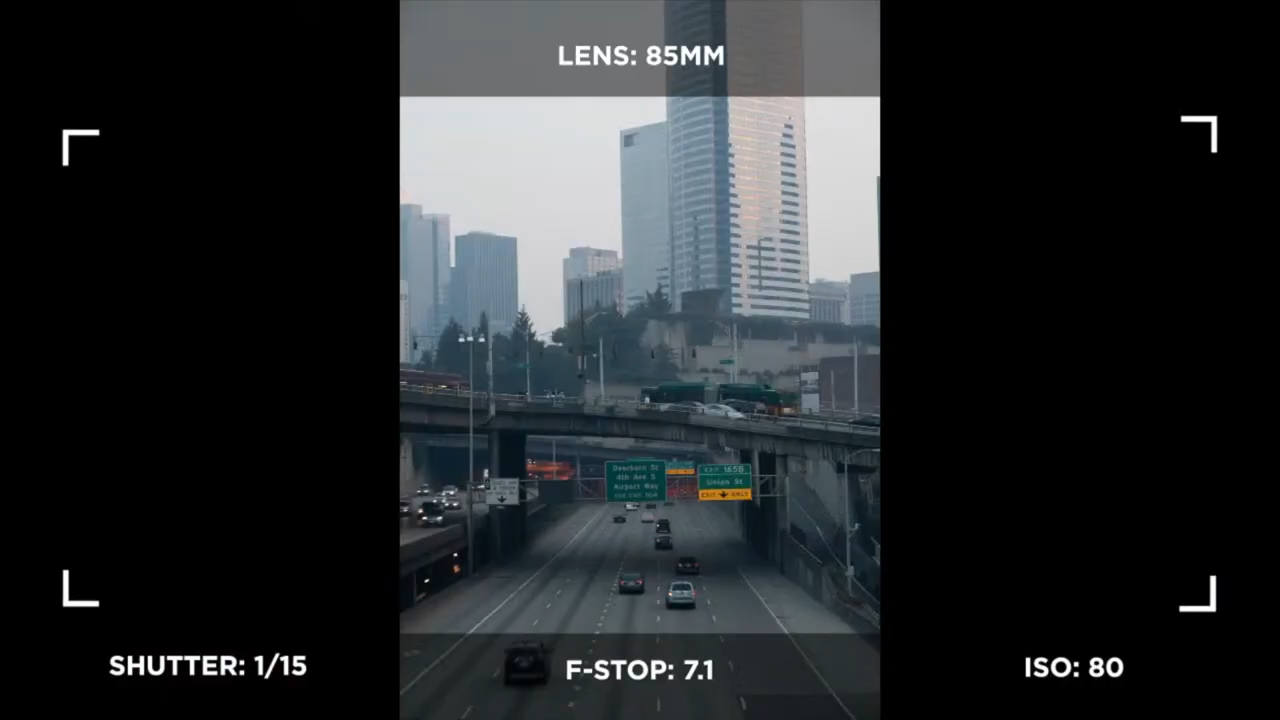 LENS: 85MM
Dearborn St
4th Ave S
Airport Way
EXIT 165B
Union St
EXIT ONLY
SHUTTER: 1/15
F-STOP: 7.1
ISO: 80